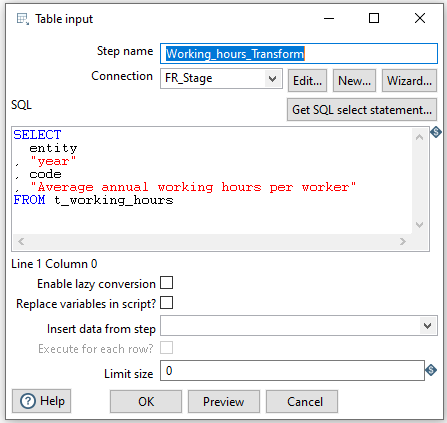 Table input
Step name Working_hours_Transform
Connection FR_Stage Edit... New... Wizard...
SQL Get SQL select statement...
SELECT
  entity
, "year"
, code
, "Average annual working hours per worker"
FROM t_working_hours
Line 1 Column 0
Enable lazy conversion
Replace variables in script?
Insert data from step
Execute for each row?
Limit size 0
Help OK Preview Cancel